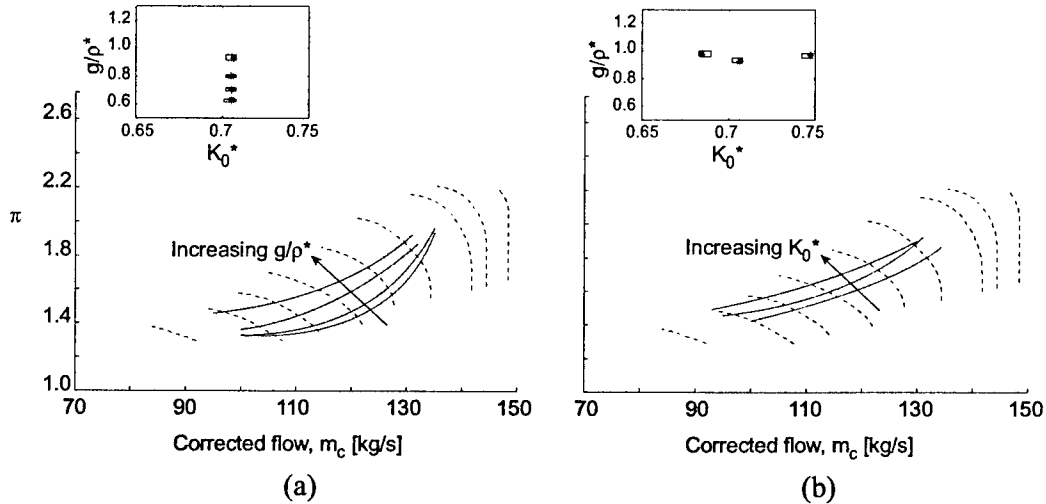 1.2
1.0
0.8
0.6
g/ρ*
0.65
0.7
0.75
K₀*
2.6
2.2
π
1.8
1.4
1.0
Increasing g/ρ*
70
90
110
130
150
Corrected flow, m_c [kg/s]
(a)
1.2
1.0
0.8
0.6
g/ρ*
0.65
0.7
0.75
K₀*
Increasing K₀*
70
90
110
130
150
Corrected flow, m_c [kg/s]
(b)